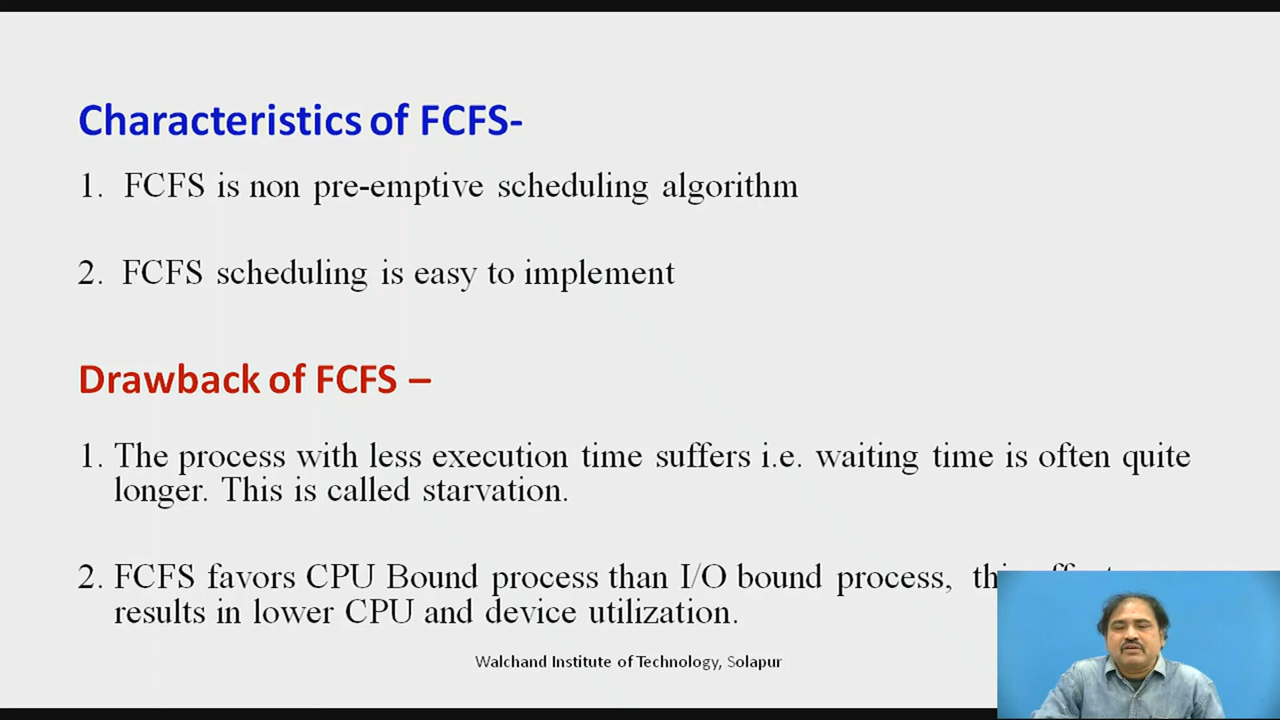 Characteristics of FCFS-
1. FCFS is non pre-emptive scheduling algorithm
2. FCFS scheduling is easy to implement
Drawback of FCFS –
1. The process with less execution time suffers i.e. waiting time is often quite
longer. This is called starvation.
2. FCFS favors CPU Bound process than I/O bound process,
results in lower CPU and device utilization.
Walchand Institute of Technology, Solapur